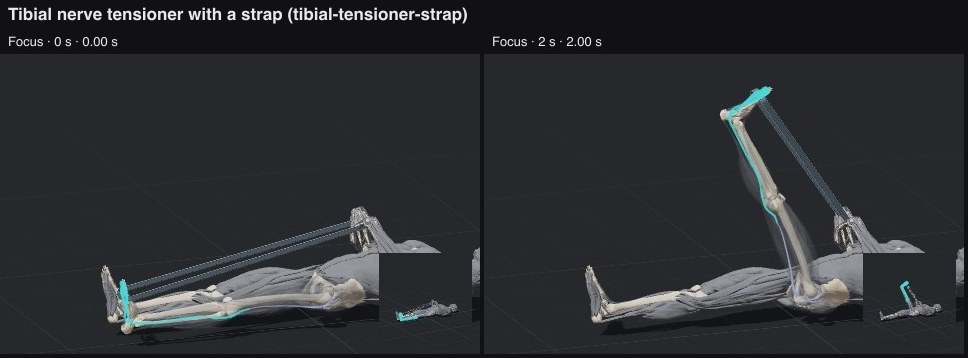 Tibial nerve tensioner with a strap (tibial-tensioner-strap)
Focus · 0 s · 0.00 s
Focus · 2 s · 2.00 s